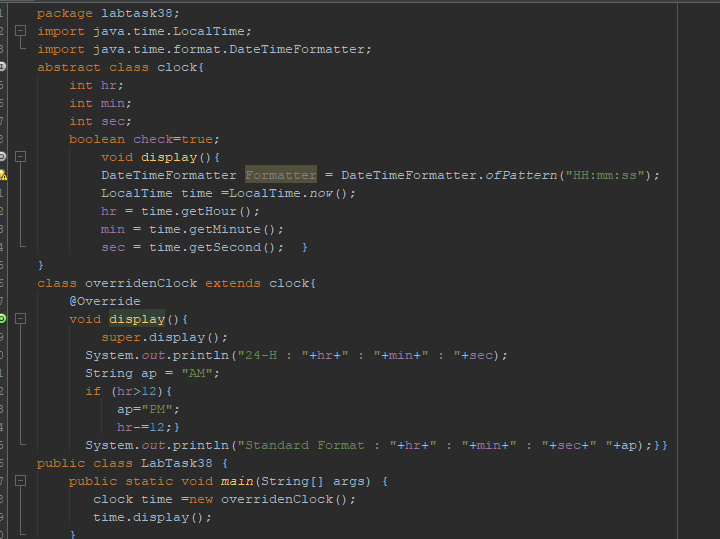 package labtask38;
import java.time.LocalTime;
import java.time.format.DateTimeFormatter;
abstract class clock{
    int hr;
    int min;
    int sec;
    boolean check=true;
        void display(){
        DateTimeFormatter Formatter = DateTimeFormatter.ofPattern("HH:mm:ss");
        LocalTime time =LocalTime.now();
        hr = time.getHour();
        min = time.getMinute();
        sec = time.getSecond();  }
}
class overridenClock extends clock{
    @Override
    void display(){
        super.display();
      System.out.println("24-H : "+hr+" : "+min+" : "+sec);
      String ap = "AM";
      if (hr>12){
          ap="PM";
          hr-=12;}
      System.out.println("Standard Format : "+hr+" : "+min+" : "+sec+" "+ap);}}
public class LabTask38 {
    public static void main(String[] args) {
       clock time =new overridenClock();
       time.display();
    }